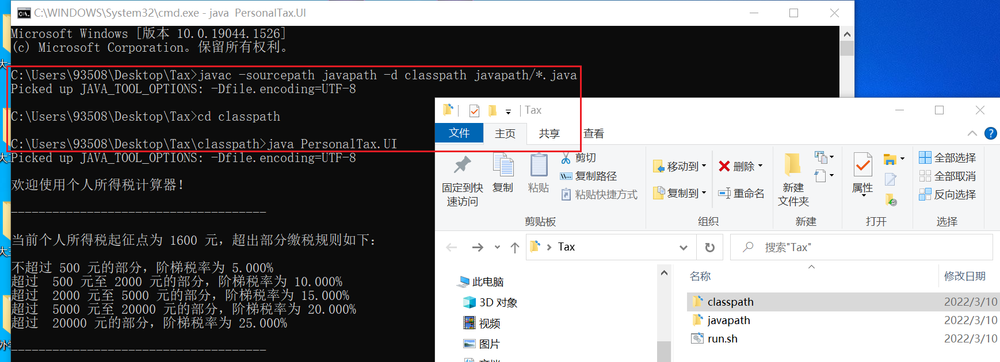 C:\WINDOWS\System32\cmd.exe - java  PersonalTax.UI
Microsoft Windows [版本 10.0.19044.1526]
(c) Microsoft Corporation。保留所有权利。
C:\Users\93508\Desktop\Tax>javac -sourcepath javapath -d classpath javapath/*.java
Picked up JAVA_TOOL_OPTIONS: -Dfile.encoding=UTF-8
C:\Users\93508\Desktop\Tax>cd classpath
C:\Users\93508\Desktop\Tax\classpath>java PersonalTax.UI
Picked up JAVA_TOOL_OPTIONS: -Dfile.encoding=UTF-8
欢迎使用个人所得税计算器!
-------------------------------------
当前个人所得税起征点为 1600 元，超出部分缴税规则如下：
不超过 500 元的部分，阶梯税率为 5.000%
超过  500 元至 2000 元的部分，阶梯税率为 10.000%
超过  2000 元至 5000 元的部分，阶梯税率为 15.000%
超过  5000 元至 20000 元的部分，阶梯税率为 20.000%
超过  20000 元的部分，阶梯税率为 25.000%
-------------------------------------
Tax
文件 主页 共享 查看
固定到快速访问
复制
粘贴
剪切
复制路径
粘贴快捷方式
剪贴板
移动到
复制到
删除
重命名
组织
新建
文件夹
新建
属性
打开
全部选择
全部取消
反向选择
选择
Tax
搜索"Tax"
此电脑
3D 对象
视频
图片
名称 修改日期
classpath 2022/3/10
javapath 2022/3/10
run.sh 2022/3/10